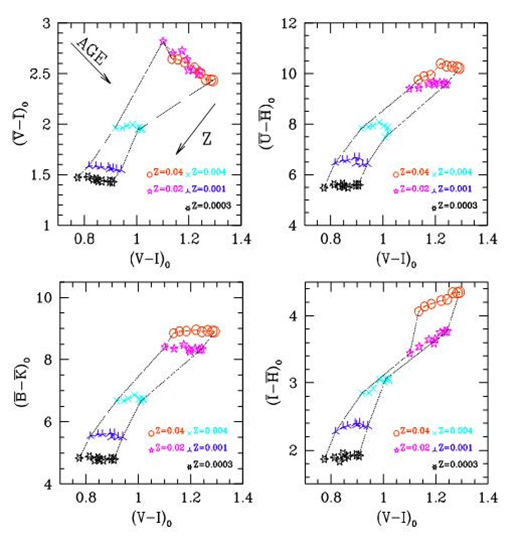 3
2.5
2
1.5
1
(V̄−Ī)₀
AGE
Z
Z=0.04 Z=0.004
Z=0.02 Z=0.001
Z=0.0003
0.8 1 1.2 1.4
(V−I)₀
12
10
8
6
4
(Ū−H̄)₀
Z=0.04 Z=0.004
Z=0.02 Z=0.001
Z=0.0003
0.8 1 1.2 1.4
(V−I)₀
10
8
6
4
(B̄−K̄)₀
Z=0.04 Z=0.004
Z=0.02 Z=0.001
Z=0.0003
0.8 1 1.2 1.4
(V−I)₀
4
3
2
(Ī−H̄)₀
Z=0.04 Z=0.004
Z=0.02 Z=0.001
Z=0.0003
0.8 1 1.2 1.4
(V−I)₀